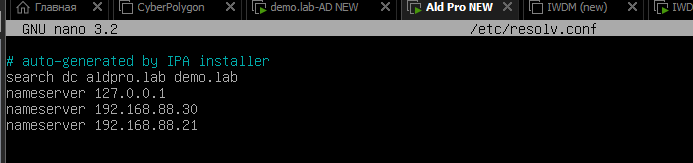 Главная CyberPolygon demo.lab-AD NEW Ald Pro NEW IWDM (new) IWD
GNU nano 3.2 /etc/resolv.conf
# auto-generated by IPA installer
search dc aldpro.lab demo.lab
nameserver 127.0.0.1
nameserver 192.168.88.30
nameserver 192.168.88.21